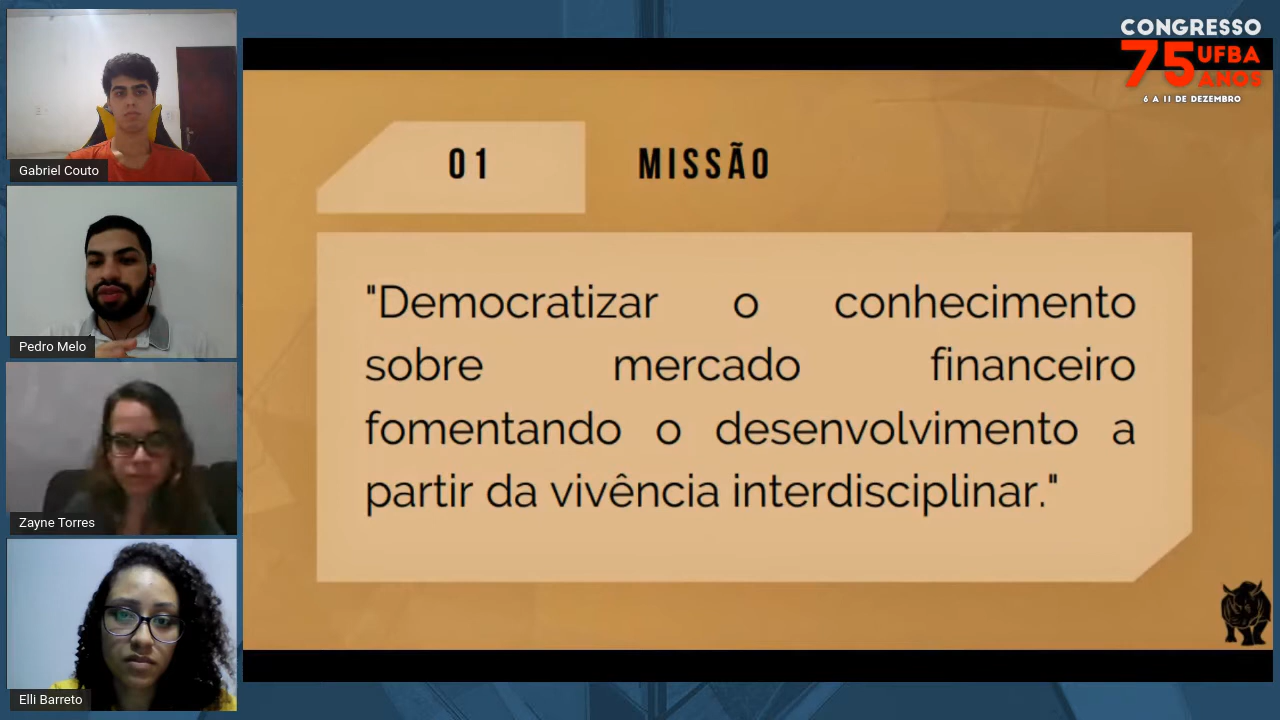 CONGRESSO
75 UFBA
ANOS
6 A 11 DE DEZEMBRO
Gabriel Couto
Pedro Melo
Zayne Torres
Elli Barreto
01 MISSÃO
"Democratizar o conhecimento
sobre mercado financeiro
fomentando o desenvolvimento a
partir da vivência interdisciplinar."